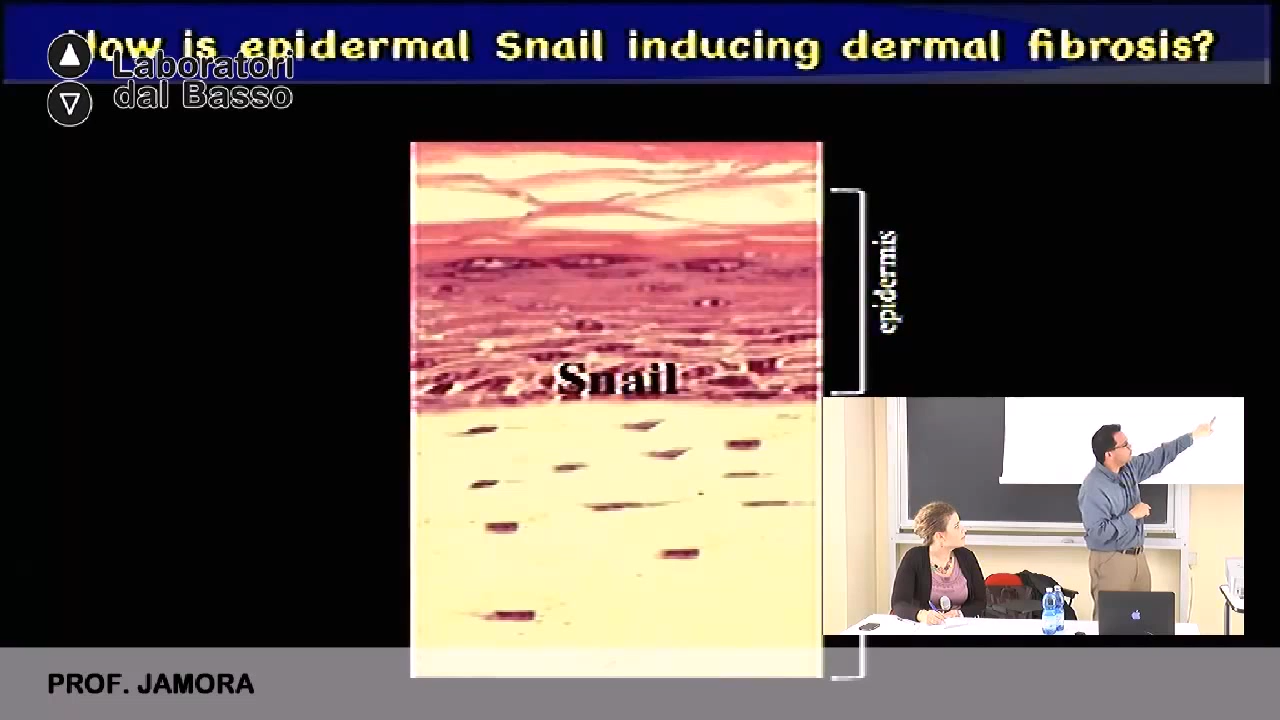 How is epidermal Snail inducing dermal fibrosis?
Laboratori
dal Basso
epidermis
Snail
PROF. JAMORA